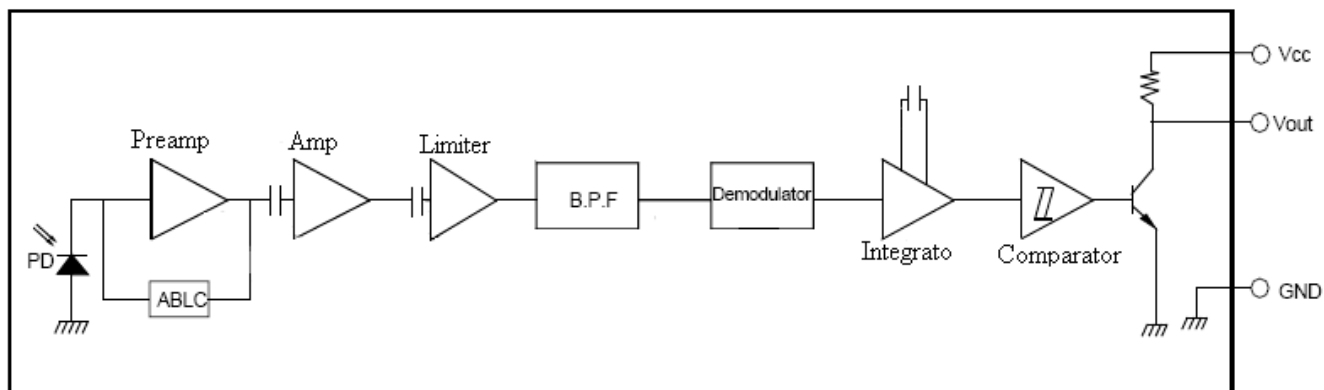 Preamp
Amp
Limiter
B.P.F
Demodulator
Integrato
Comparator
PD
ABLC
Vcc
Vout
GND